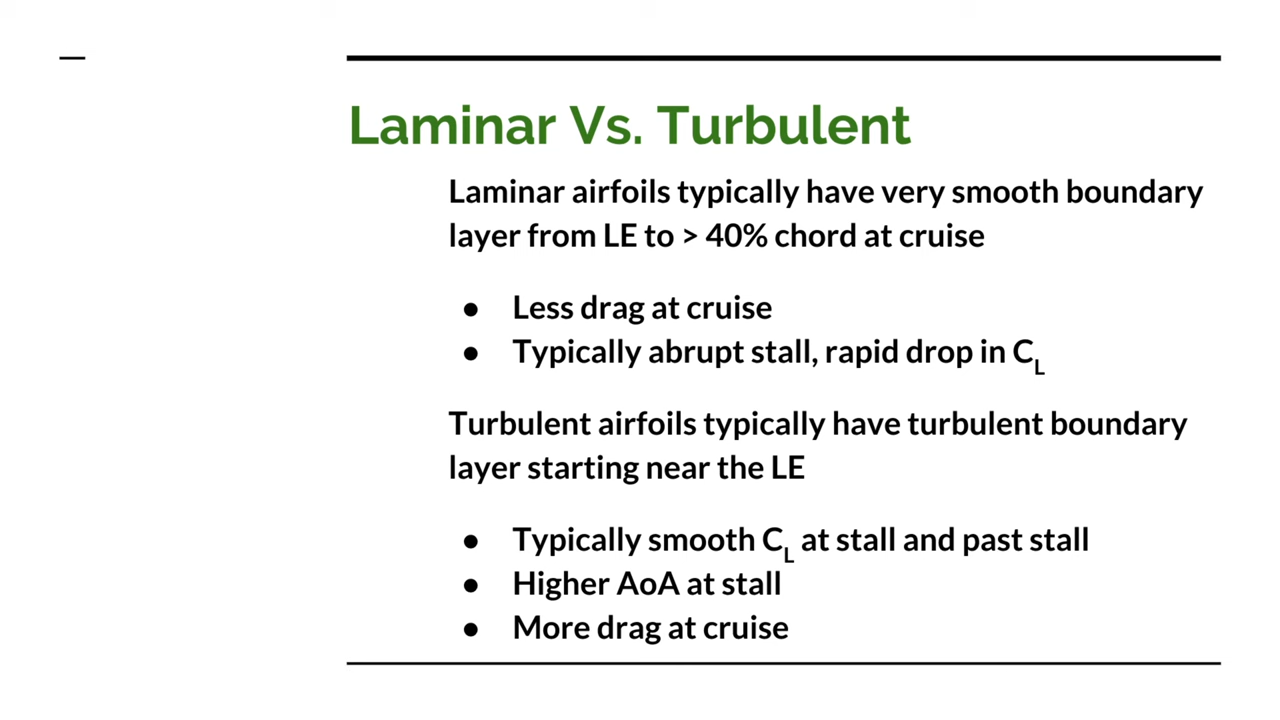 Laminar Vs. Turbulent
Laminar airfoils typically have very smooth boundary
layer from LE to > 40% chord at cruise
● Less drag at cruise
● Typically abrupt stall, rapid drop in CL
Turbulent airfoils typically have turbulent boundary
layer starting near the LE
● Typically smooth CL at stall and past stall
● Higher AoA at stall
● More drag at cruise